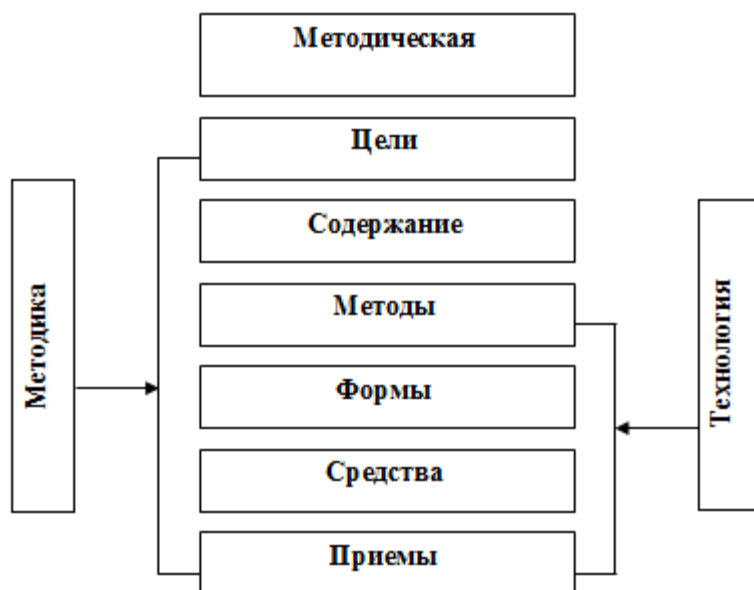 Методическая
Цели
Содержание
Методы
Формы
Средства
Приемы
Методика
Технология